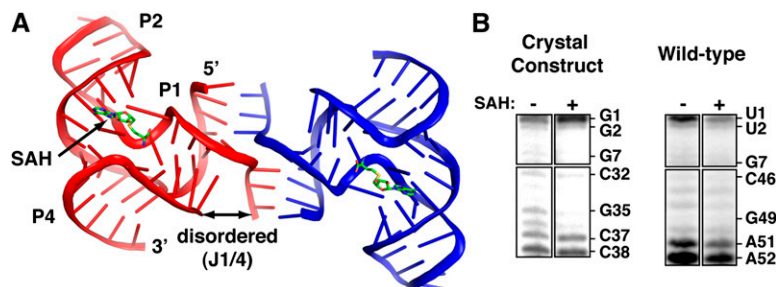 A
P2
P1
5’
SAH
P4
3’
disordered
(J1/4)
B
Crystal
Construct
Wild-type
SAH: - +
- +
G1
G2
G7
C32
G35
C37
C38
U1
U2
G7
C46
G49
A51
A52